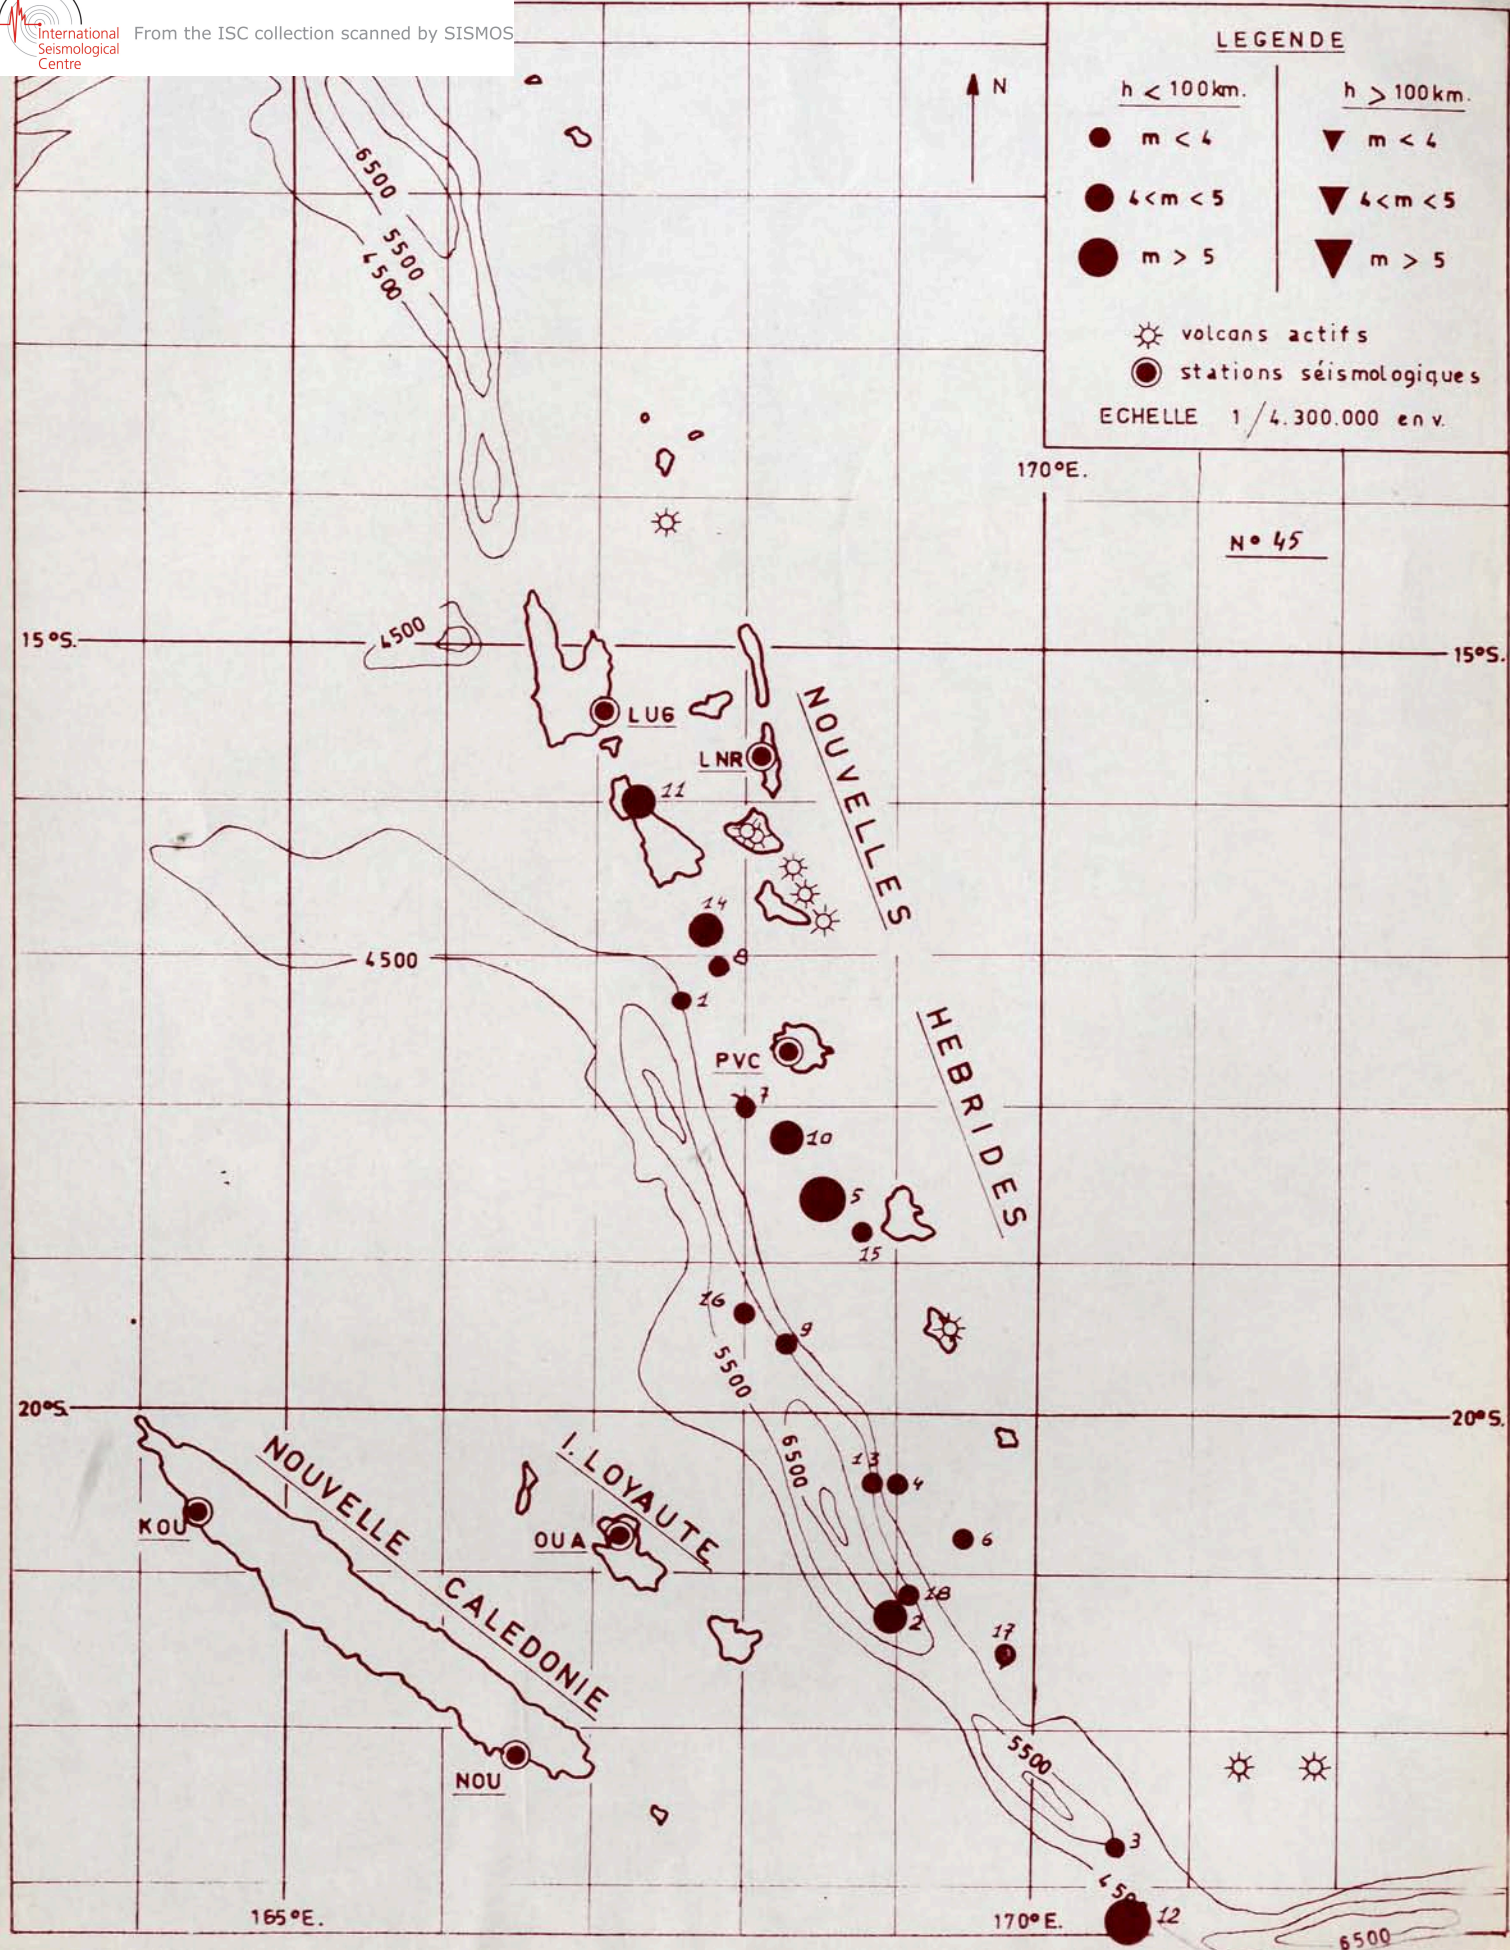 International
Seismological
Centre
From the ISC collection scanned by SISMOS
LEGENDE
h < 100km.
h > 100km.
m < 4
m < 4
4<m < 5
4<m < 5
m > 5
m > 5
volcans actifs
stations séismologiques
ECHELLE 1/4.300.000 env.
N
6500
5500
4500
170°E.
N° 45
15°S.
4500
15°S.
LUG
LNR
NOUVELLES
11
14
8
4500
1
HEBRIDES
PVC
7
10
5
15
16
9
5500
20°S.
20°S.
NOUVELLE CALEDONIE
I. LOYAUTE
6500
13
4
KOU
OUA
6
18
2
17
5500
NOU
3
450
12
165°E.
170°E.
6500